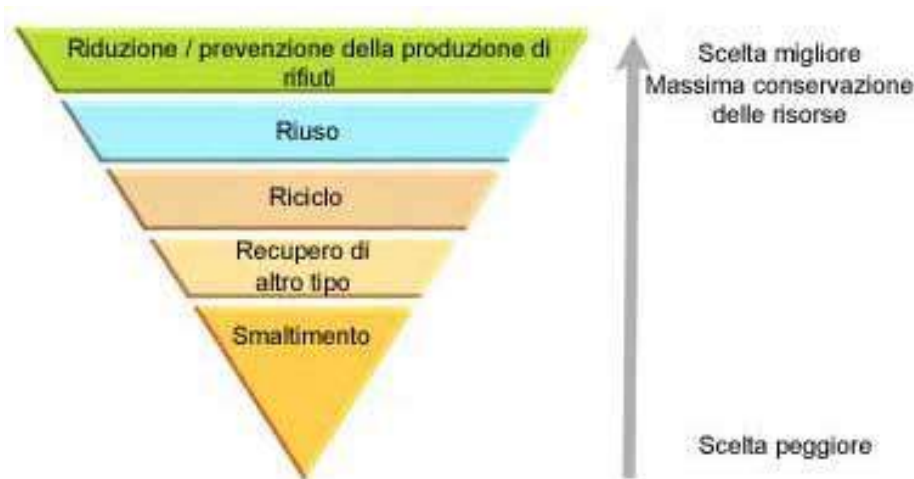 Riduzione / prevenzione della produzione di
rifiuti
Riuso
Riciclo
Recupero di
altro tipo
Smaltimento
Scelta migliore
Massima conservazione
delle risorse
Scelta peggiore